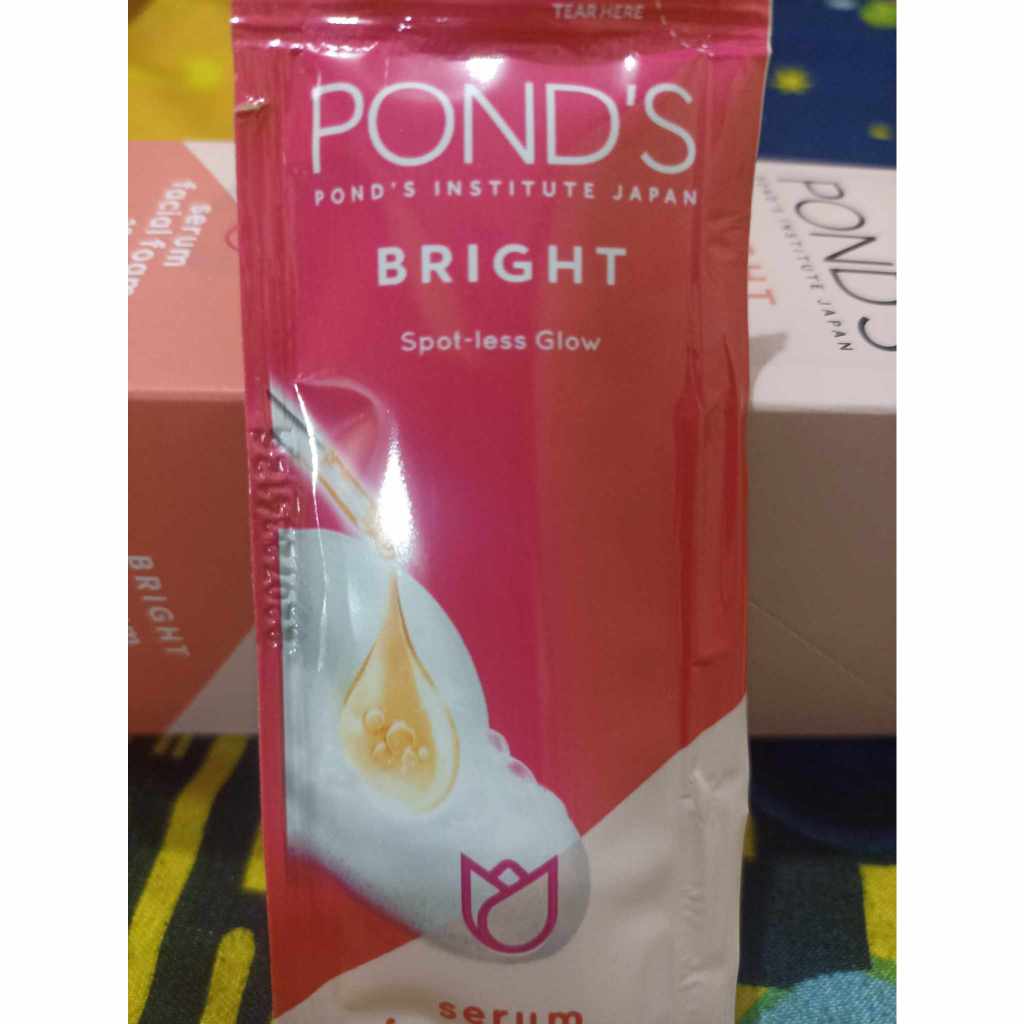 TEAR HERE
POND'S
POND'S INSTITUTE JAPAN
BRIGHT
Spot-less Glow
serum
serum
facial foam
BRIGHT
POND'S
POND'S INSTITUTE JAPAN